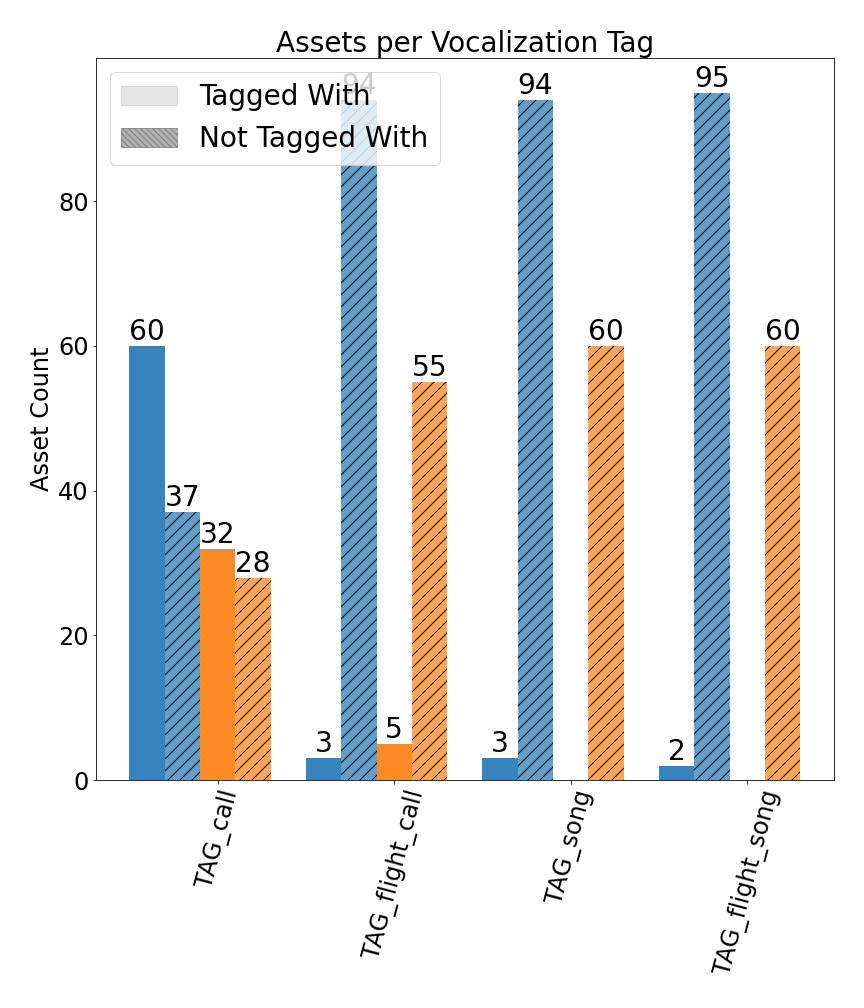 Assets per Vocalization Tag
Tagged With
Not Tagged With
94
94
95
80
60
40
20
0
Asset Count
60
37
32
28
3
5
55
3
60
2
60
TAG_call
TAG_flight_call
TAG_song
TAG_flight_song